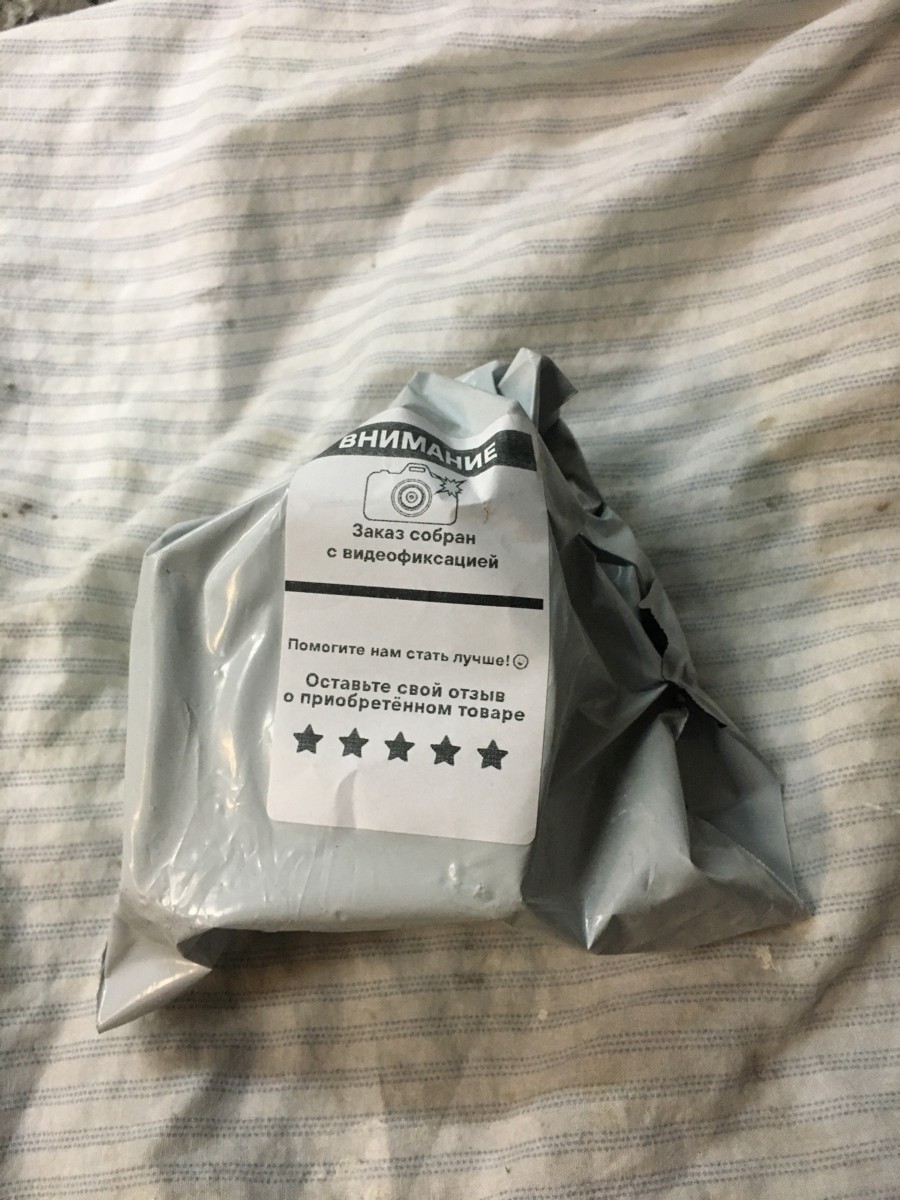 ВНИМАНИЕ
Заказ собран
с видеофиксацией
Помогите нам стать лучше!
Оставьте свой отзыв
о приобретённом товаре